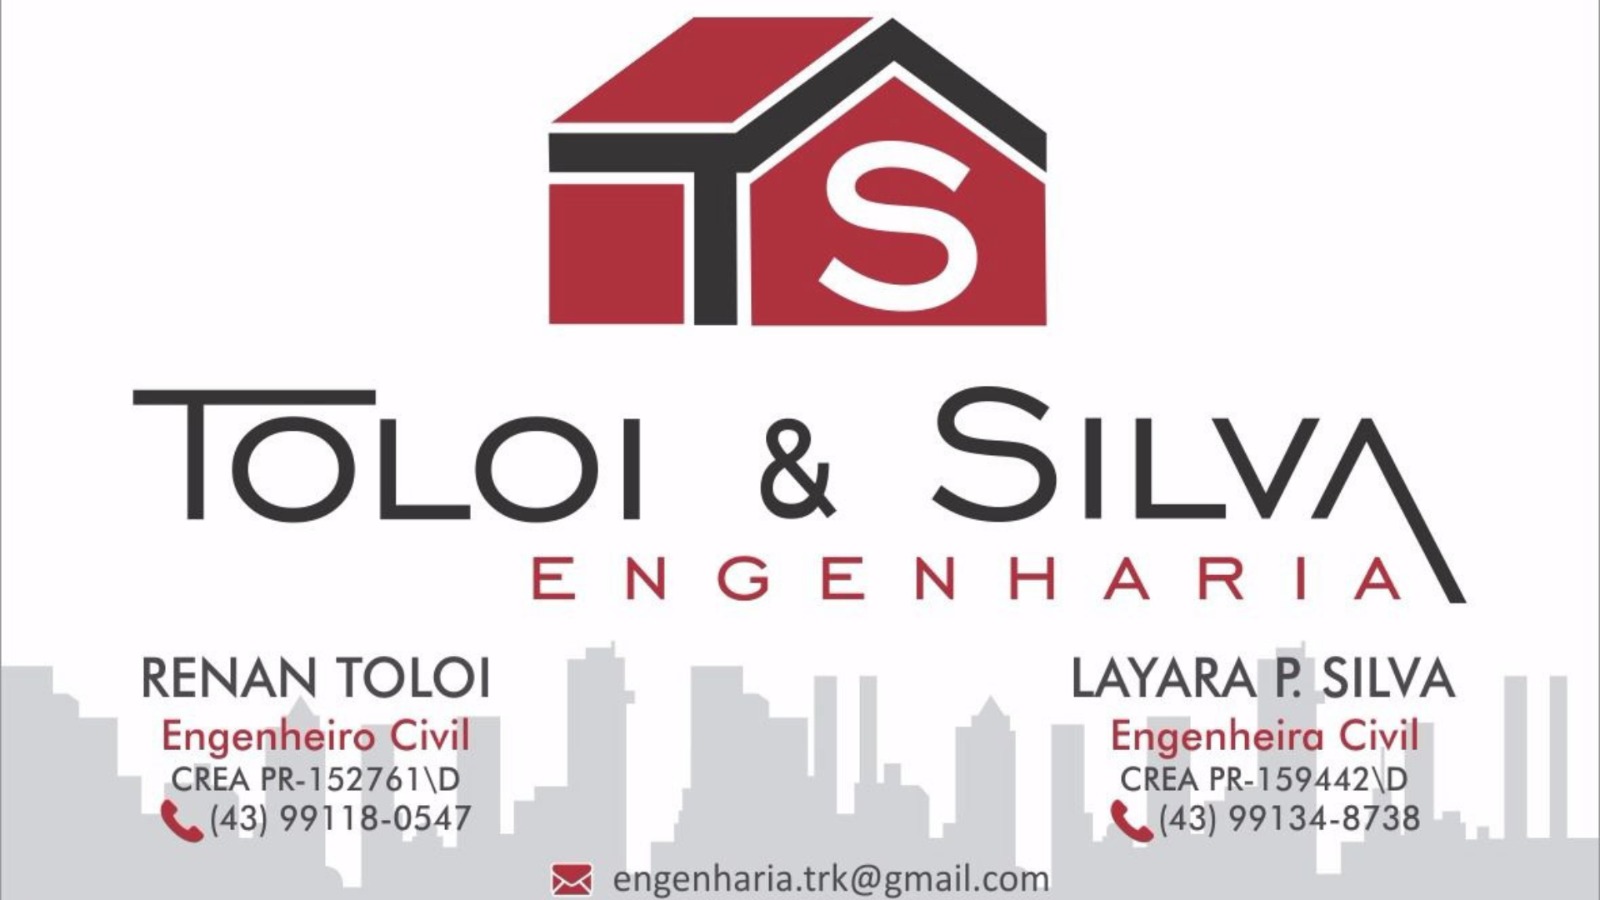 TS
TOLOI & SILVA
ENGENHARIA
RENAN TOLOI
Engenheiro Civil
CREA PR-152761\D
(43) 99118-0547
LAYARA P. SILVA
Engenheira Civil
CREA PR-159442\D
(43) 99134-8738
engenharia.trk@gmail.com